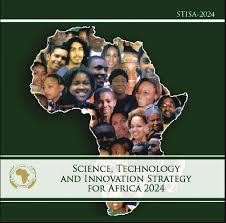 STISA-2024
SCIENCE, TECHNOLOGY
AND INNOVATION STRATEGY
FOR AFRICA 2024